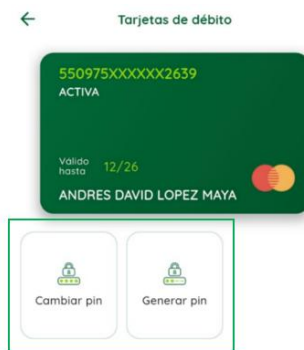 Tarjetas de débito
550975XXXXXX2639
ACTIVA
Válido
hasta 12/26
ANDRES DAVID LOPEZ MAYA
Cambiar pin
Generar pin